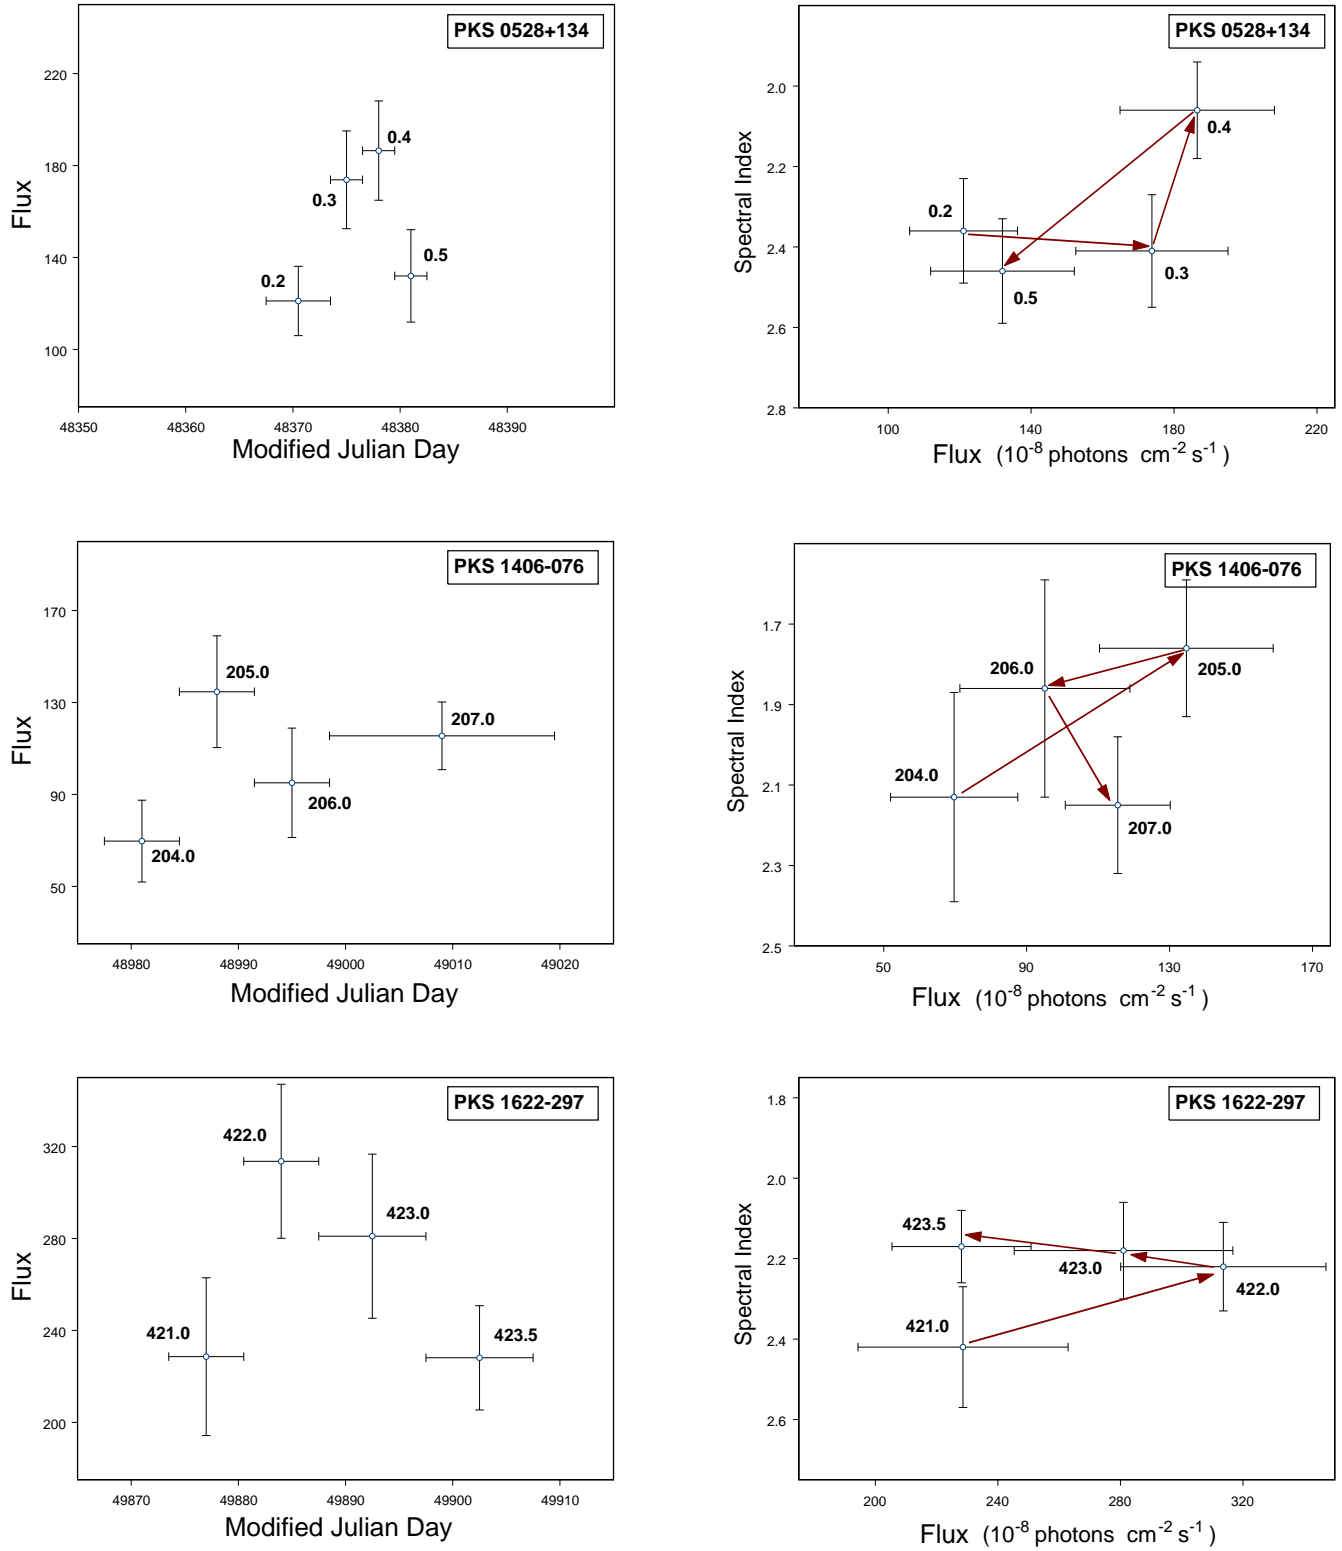 PKS 0528+134
Flux
220
180
140
100
0.4
0.3
0.5
0.2
48350 48360 48370 48380 48390
Modified Julian Day
PKS 0528+134
Spectral Index
2.0
2.2
2.4
2.6
2.8
0.4
0.2
0.3
0.5
100 140 180 220
Flux (10-8 photons cm-2 s-1 )
PKS 1406-076
Flux
170
130
90
50
205.0
207.0
206.0
204.0
48980 48990 49000 49010 49020
Modified Julian Day
PKS 1406-076
Spectral Index
1.7
1.9
2.1
2.3
2.5
206.0
205.0
204.0
207.0
50 90 130 170
Flux (10-8 photons cm-2 s-1 )
PKS 1622-297
Flux
320
280
240
200
422.0
423.0
421.0
423.5
49870 49880 49890 49900 49910
Modified Julian Day
PKS 1622-297
Spectral Index
1.8
2.0
2.2
2.4
2.6
423.5
423.0
422.0
421.0
200 240 280 320
Flux (10-8 photons cm-2 s-1 )